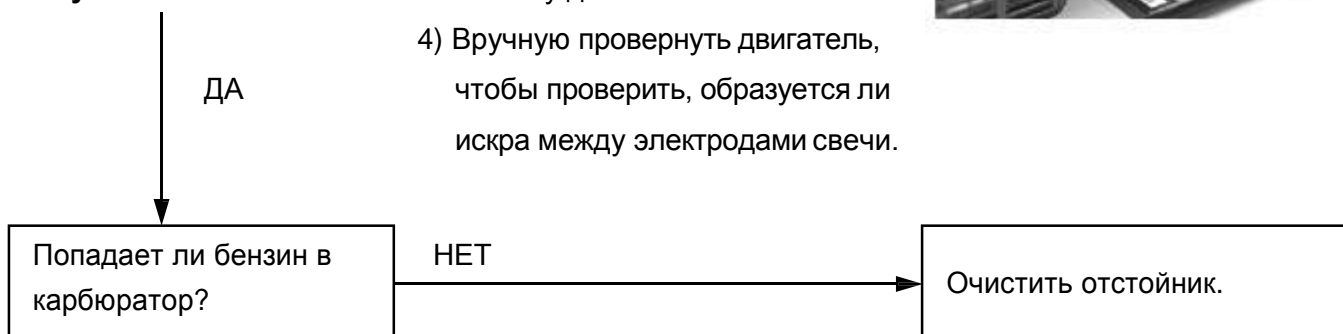 4) Вручную провернуть двигатель,
чтобы проверить, образуется ли
искра между электродами свечи.
ДА
Попадает ли бензин в
карбюратор?
НЕТ
Очистить отстойник.